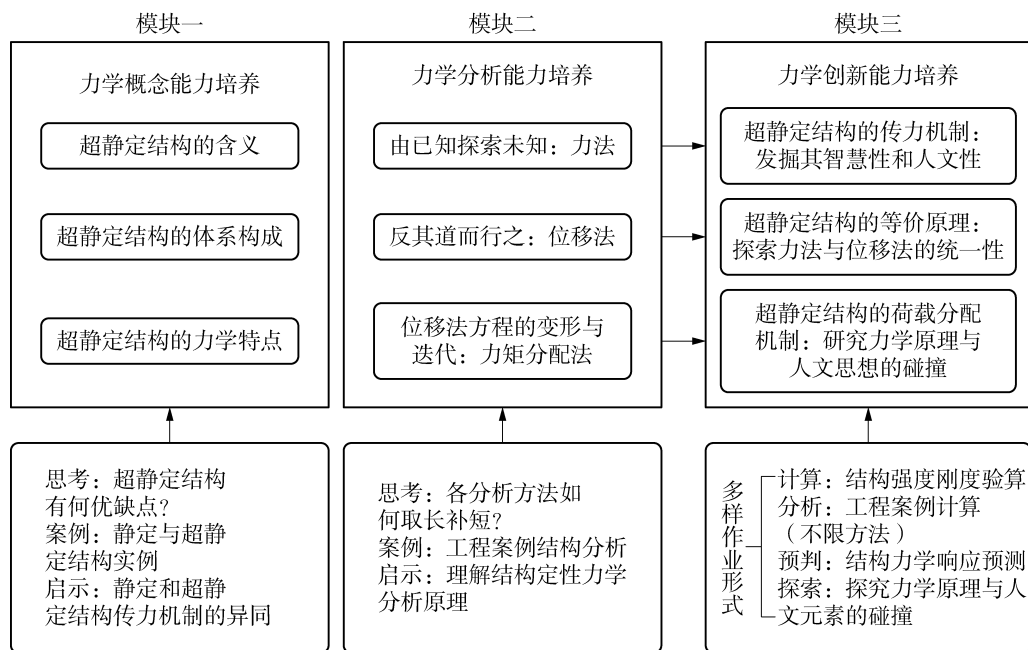 模块一
力学概念能力培养
超静定结构的含义
超静定结构的体系构成
超静定结构的力学特点
思考：超静定结构
有何优缺点？
案例：静定与超静
定结构实例
启示：静定和超静
定结构传力机制的异同
模块二
力学分析能力培养
由已知探索未知：力法
反其道而行之：位移法
位移法方程的变形与
迭代：力矩分配法
思考：各分析方法如
何取长补短？
案例：工程案例结构分析
启示：理解结构定性力学
分析原理
模块三
力学创新能力培养
超静定结构的传力机制：
发掘其智慧性和人文性
超静定结构的等价原理：
探索力法与位移法的统一性
超静定结构的荷载分配
机制：研究力学原理与
人文思想的碰撞
多样作业形式
计算：结构强度刚度验算
分析：工程案例计算
（不限方法）
预判：结构力学响应预测
探索：探究力学原理与人
文元素的碰撞